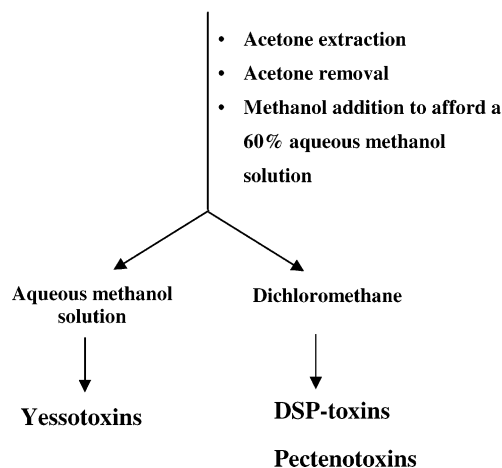 • Acetone extraction
• Acetone removal
• Methanol addition to afford a
60% aqueous methanol
solution
Aqueous methanol
solution
Dichloromethane
Yessotoxins
DSP-toxins
Pectenotoxins